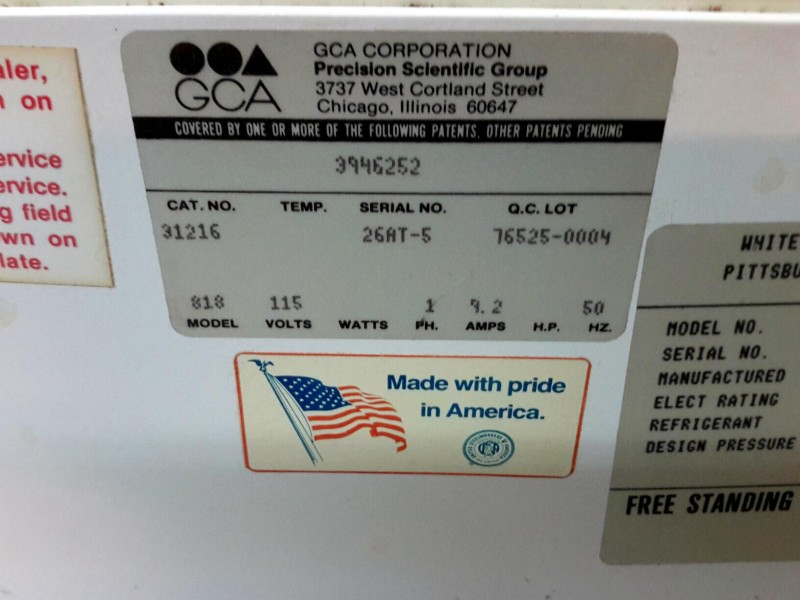 aler,
n on
ervice
ervice.
g field
wn on
late.
GCA
GCA CORPORATION
Precision Scientific Group
3737 West Cortland Street
Chicago, Illinois 60647
COVERED BY ONE OR MORE OF THE FOLLOWING PATENTS, OTHER PATENTS PENDING
3946252
CAT. NO. TEMP. SERIAL NO. Q.C. LOT
31216 26AT-5 76525-0004
818 115 1 9.2 50
MODEL VOLTS WATTS PH. AMPS H.P. HZ.
Made with pride
in America.
WHITE
PITTSBU
MODEL NO.
SERIAL NO.
MANUFACTURED
ELECT RATING
REFRIGERANT
DESIGN PRESSURE
FREE STANDING